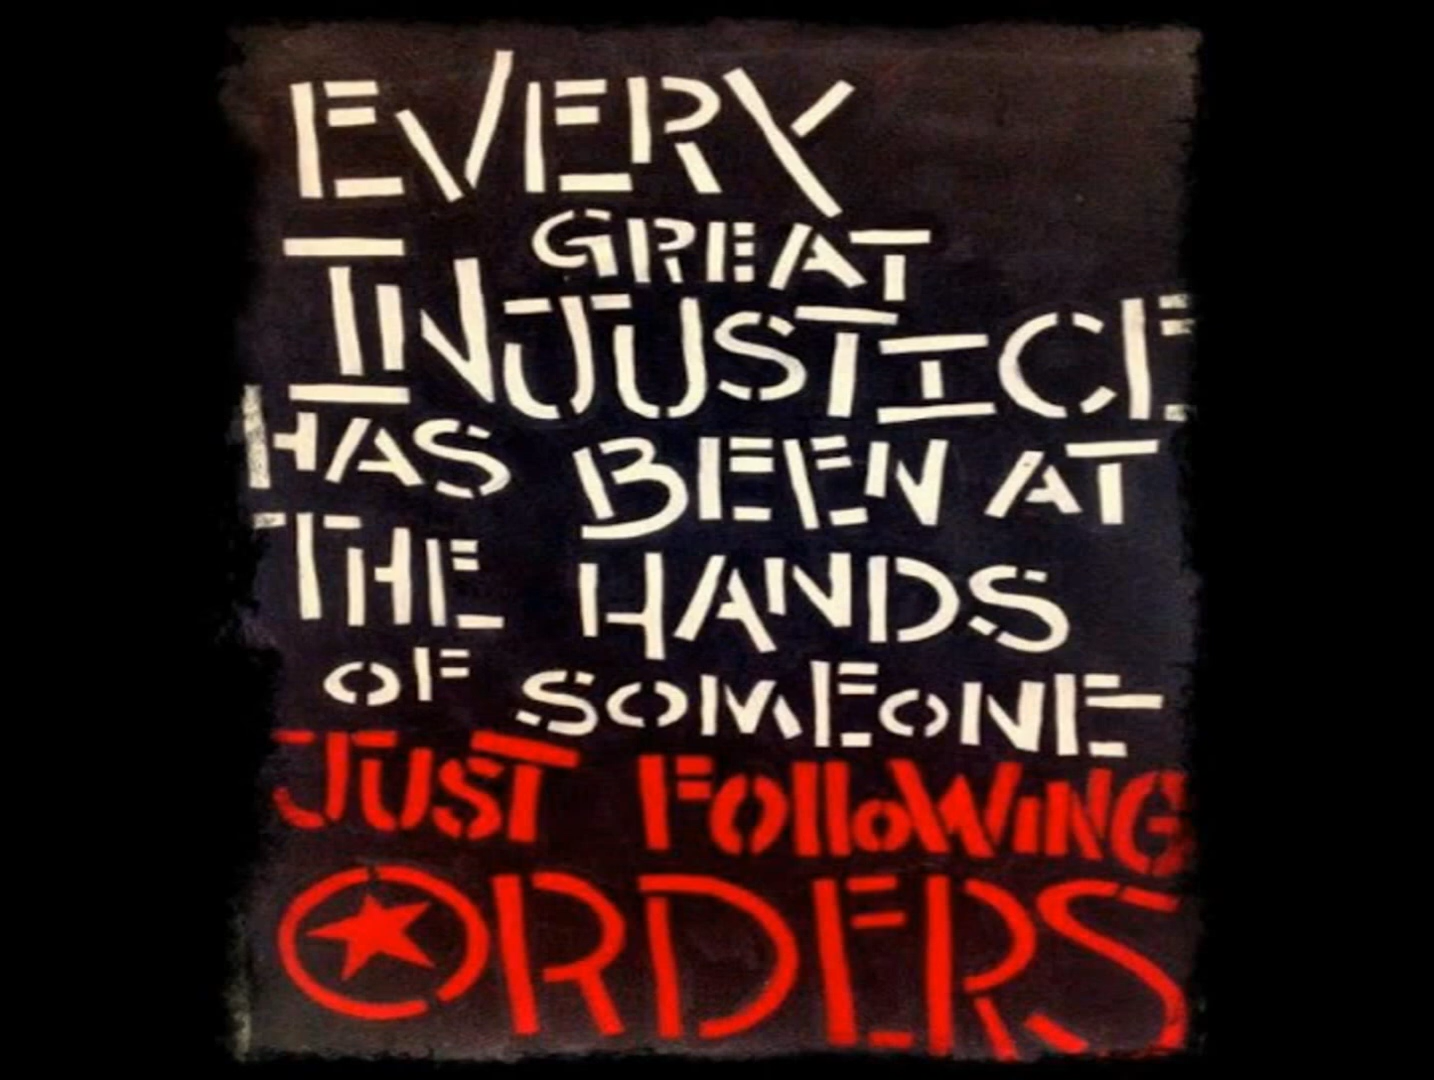 EVERY
GREAT
INJUSTICE
HAS BEEN AT
THE HANDS
OF SOMEONE
JUST FOllOWiNG
ORDERS